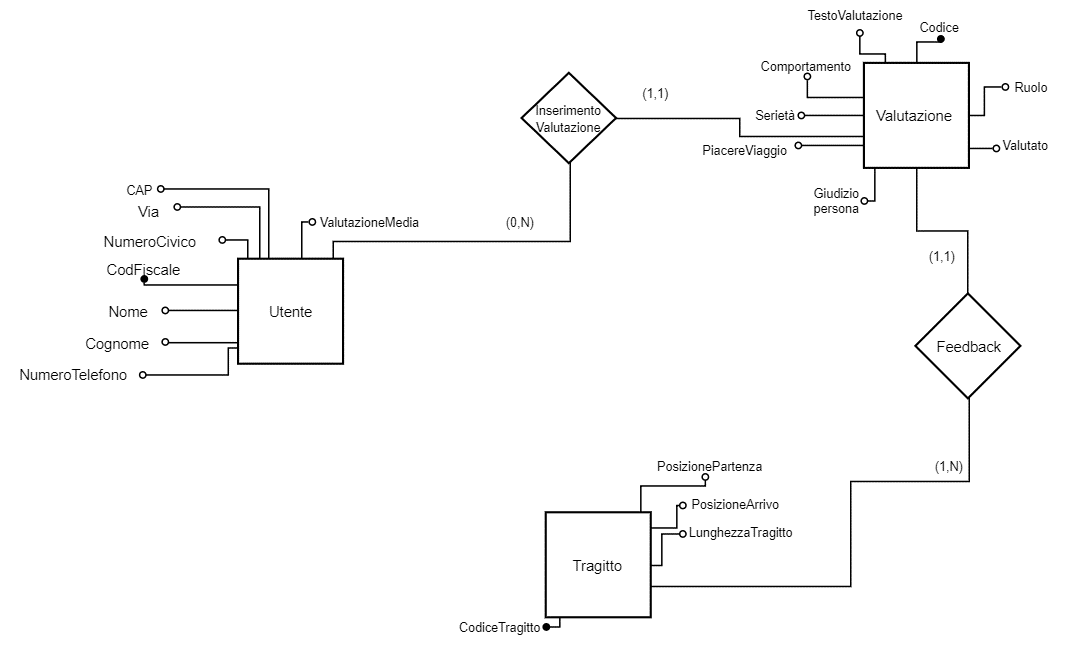 TestoValutazione
Codice
Comportamento
Ruolo
Serietà
Valutazione
PiacereViaggio
Valutato
Giudizio
persona
(1,1)
Inserimento
Valutazione
(0,N)
CAP
Via
ValutazioneMedia
NumeroCivico
CodFiscale
Nome
Utente
Cognome
NumeroTelefono
(1,1)
Feedback
(1,N)
PosizionePartenza
PosizioneArrivo
LunghezzaTragitto
Tragitto
CodiceTragitto